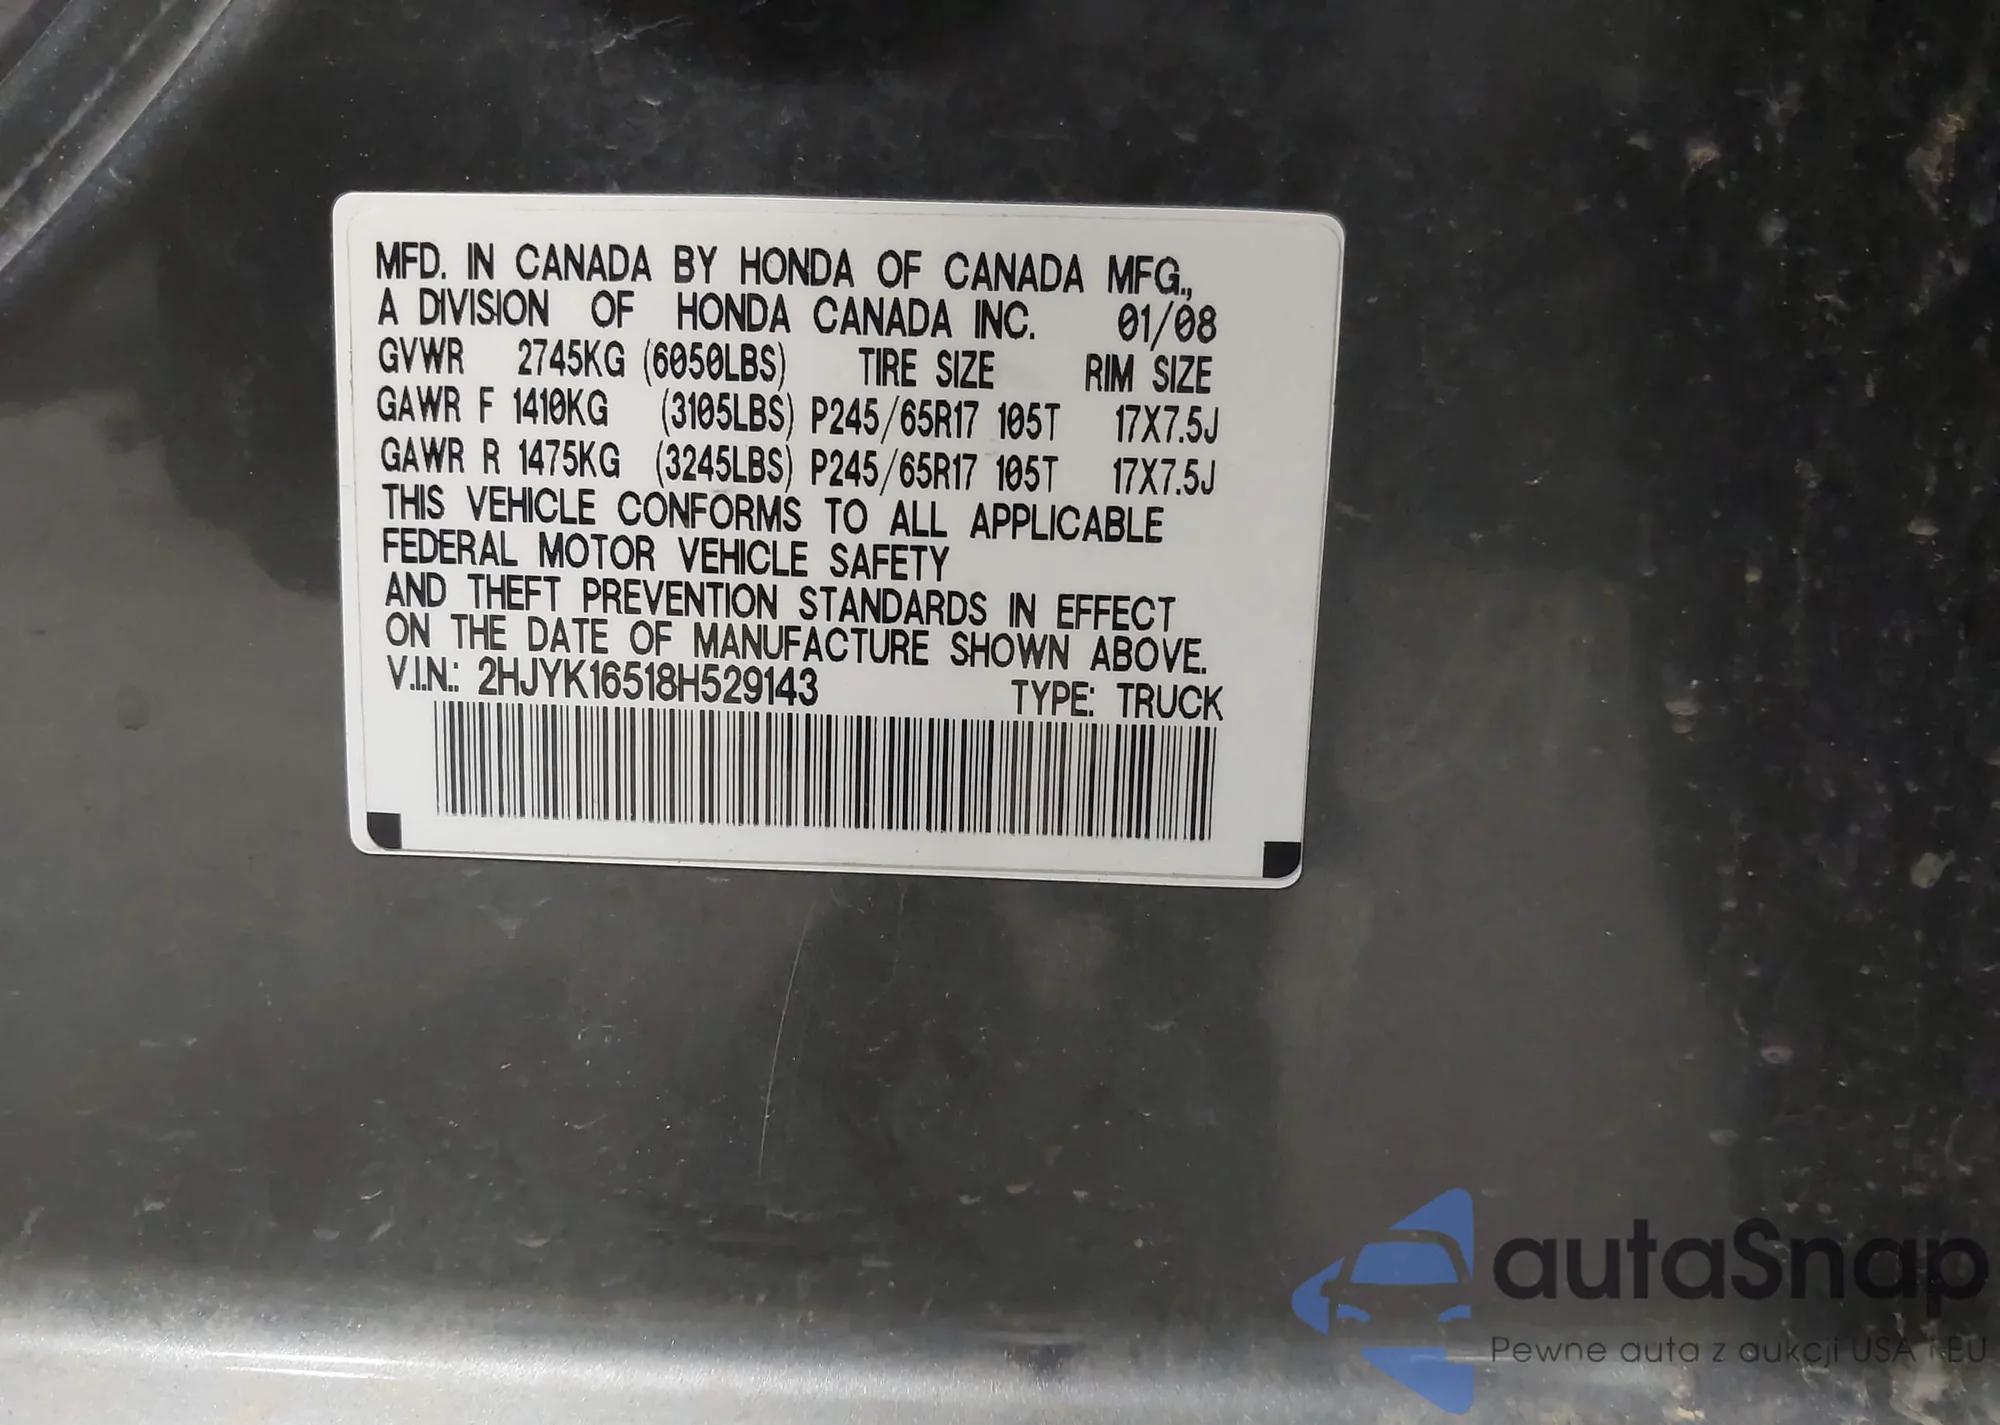 MFD. IN CANADA BY HONDA OF CANADA MFG.,
A DIVISION OF HONDA CANADA INC. 01/08
GVWR 2745KG (6050LBS) TIRE SIZE RIM SIZE
GAWR F 1410KG (3105LBS) P245/65R17 105T 17X7.5J
GAWR R 1475KG (3245LBS) P245/65R17 105T 17X7.5J
THIS VEHICLE CONFORMS TO ALL APPLICABLE
FEDERAL MOTOR VEHICLE SAFETY
AND THEFT PREVENTION STANDARDS IN EFFECT
ON THE DATE OF MANUFACTURE SHOWN ABOVE.
V.I.N.: 2HJYK16518H529143 TYPE: TRUCK
autaSnap
Pewne auta z aukcji USA i EU